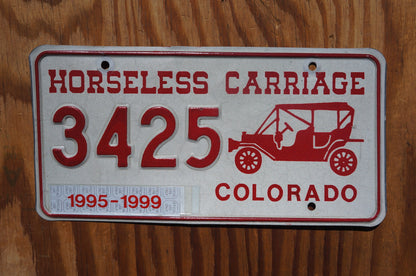 HORSELESS CARRIAGE
3425
COLORADO
1995-1999